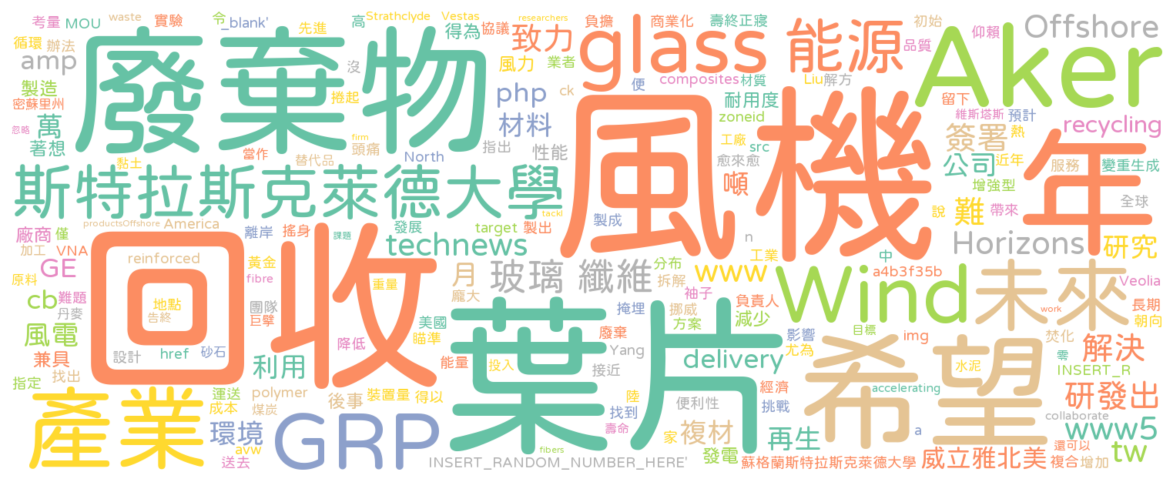 考量 MOU waste 實驗 令 _blank' 先進 高 Strathclyde Vestas 協議 壽終正寢 負擔 商業化 初始 仰賴 researchers
循環 辦法 得為 致力 glass 能源 品質 Aker Offshore
amp 廢棄物 風力 業者 便 composites 材質 Liu 解方
製造 捲起 php ck 耐用度 留下 維斯塔斯 預計
密蘇里州 萬 材料 zoneid 簽署 熱 recycling
忽略 著想 firm 頭痛 指出 性能 工廠 src 公司 近年 年 服務 變重生成
黏土 當作 替代品 North 風機 愈來愈 噸 增強型
斯特拉斯克萊德大學 tackl 製成 難 說 帶來 全球
productsOffshore America 發展 target 製出 n
廠商 僅 離岸 搖身 課題 technews 工業 中 Horizons 研究
加工 VNA reinforced 玻璃 纖維 分布 www
GE 回收 黃金 fibre 月 拆解 Wind a4b3f35b 未來 Veolia
原料 cb 難題 地點 團隊 重量 龐大 袖子 長期
丹麥 告終 巨擘 美國 掩埋 挪威 負責人 減少 朝向
風電 瞄準 廢棄 方案 影響 img 目標 work 焚化
兼具 設計 href 砂石 降低 葉片 Yang 尤為 希望 水泥 零 解決
指定 找出 利用 能量 投入 接近 delivery INSERT_R
運送 polymer 裝置量 得以 陸 經濟 accelerating 研發出
產業 成本 煤炭 後事 找到 便利性 挑戰 collaborate
環境 GRP 壽命 家 複材 再生 a www5
avw 發電 還可以 tw
送去 INSERT_RANDOM_NUMBER_HERE' fibers 蘇格蘭斯特拉斯克萊德大學 威立雅北美 複合 增加
沒